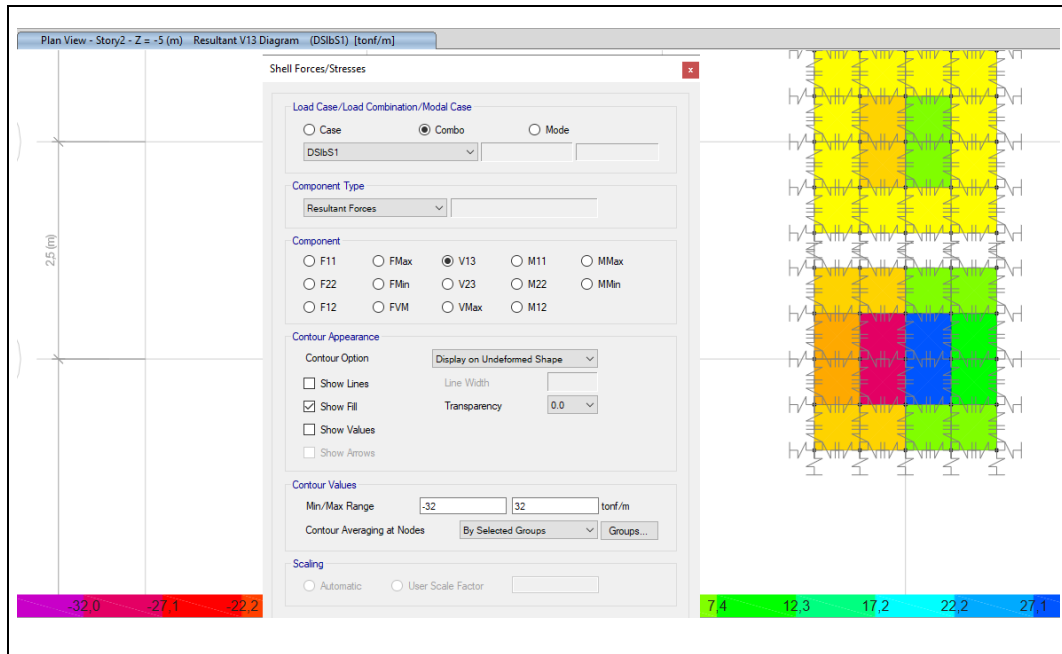 Plan View - Story2 - Z = -5 (m)   Resultant V13 Diagram   (DSlbS1)  [tonf/m]
Shell Forces/Stresses
x
Load Case/Load Combination/Modal Case
Case Combo Mode
DSlbS1
Component Type
Resultant Forces
Component
F11 FMax V13 M11 MMax
F22 FMin V23 M22 MMin
F12 FVM VMax M12
Contour Appearance
Contour Option Display on Undeformed Shape
Show Lines Line Width
Show Fill Transparency 0.0
Show Values
Show Arrows
Contour Values
Min/Max Range -32 32 tonf/m
Contour Averaging at Nodes By Selected Groups Groups...
Scaling
Automatic User Scale Factor
2,5 (m)
-32,0 -27,1 -22,2 7,4 12,3 17,2 22,2 27,1